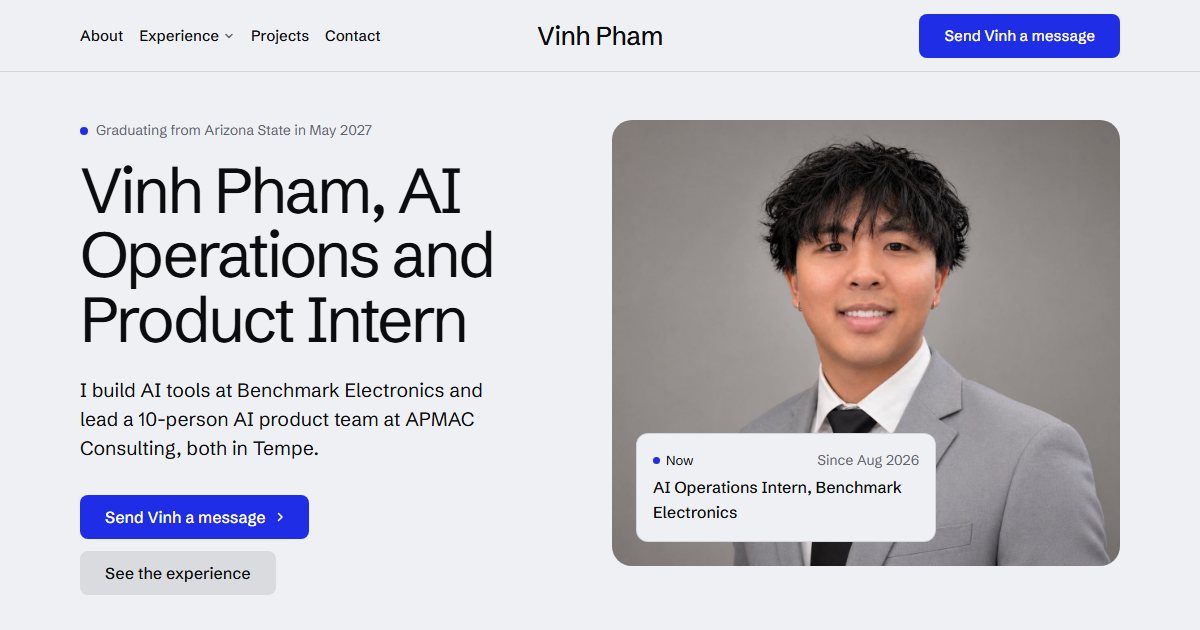 About Experience Projects Contact
Vinh Pham
Send Vinh a message
Graduating from Arizona State in May 2027
Vinh Pham, AI
Operations and
Product Intern
I build AI tools at Benchmark Electronics and
lead a 10-person AI product team at APMAC
Consulting, both in Tempe.
Send Vinh a message
See the experience
Now Since Aug 2026
AI Operations Intern, Benchmark
Electronics